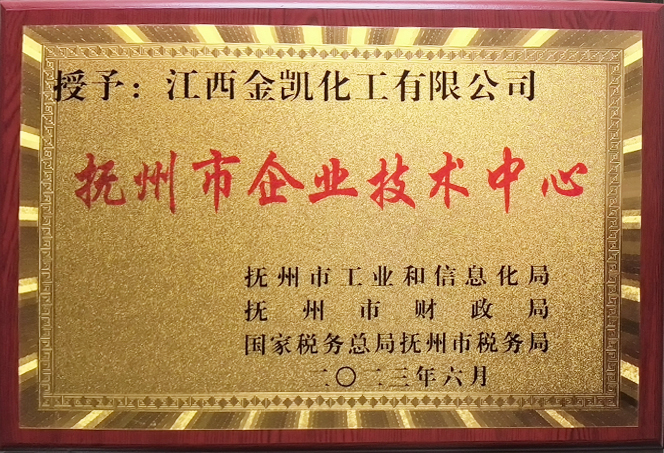 授予：江西金凯化工有限公司
抚州市企业技术中心
抚州市工业和信息化局
抚州市财政局
国家税务总局抚州市税务局
二〇二三年六月